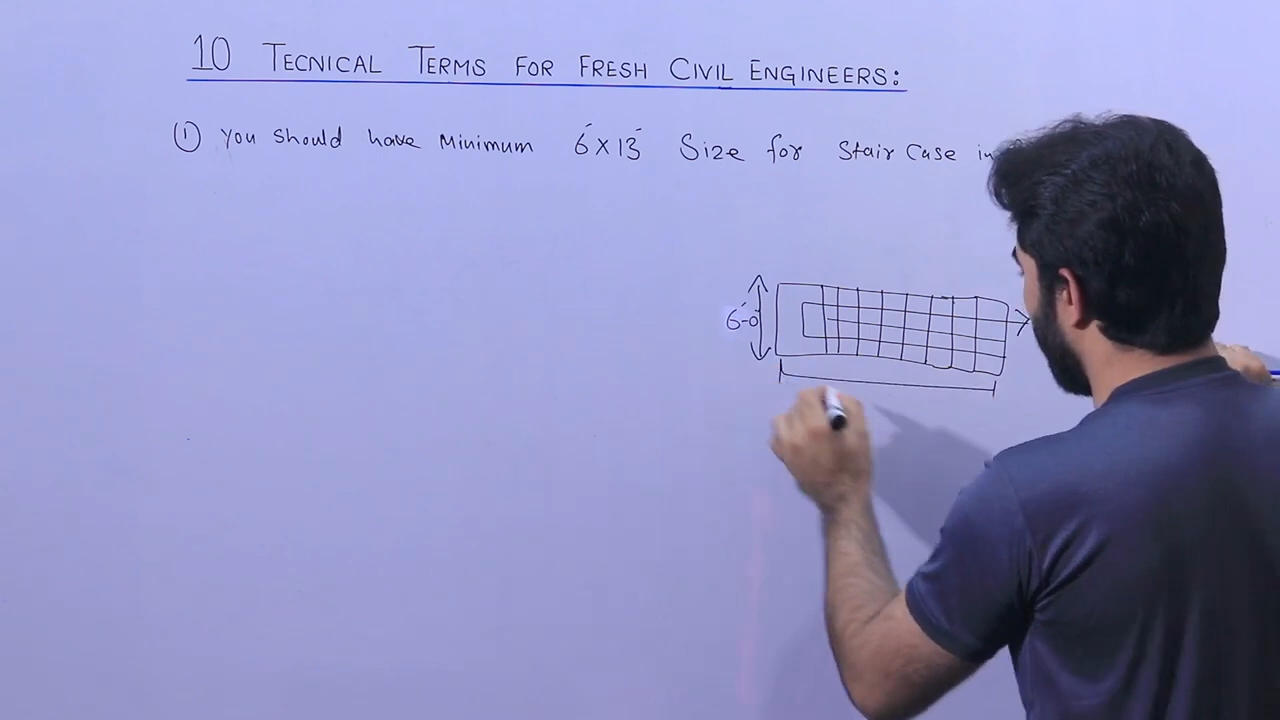 10 TECNICAL TERMS FOR FRESH CIVIL ENGINEERS:
① You should have Minimum 6'x13' Size for Stair Case in
6'-0"